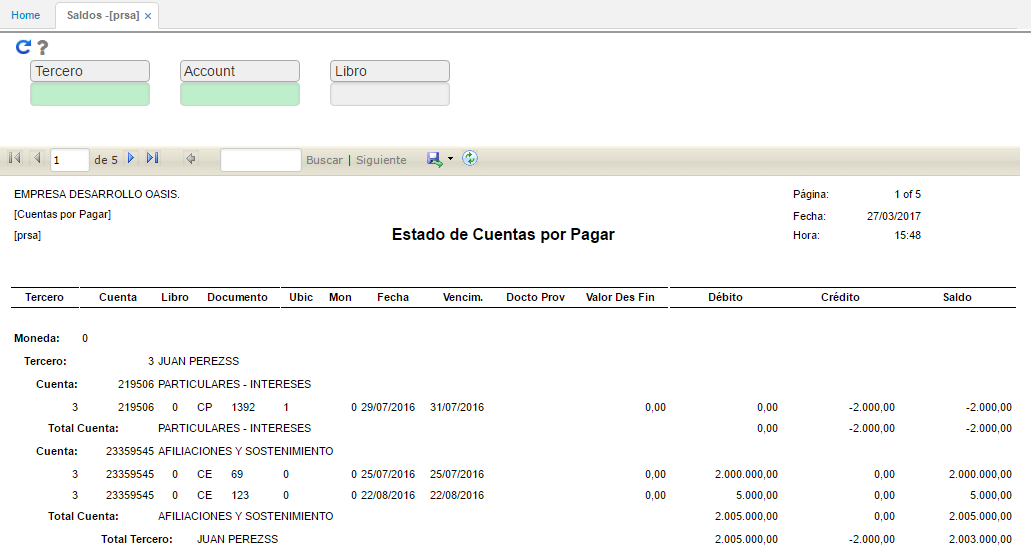 Home Saldos -[prsa] ×
?
Tercero Account Libro
1 de 5 Buscar | Siguiente
EMPRESA DESARROLLO OASIS. Página: 1 of 5
[Cuentas por Pagar] Fecha: 27/03/2017
[prsa] Estado de Cuentas por Pagar Hora: 15:48
Tercero Cuenta Libro Documento Ubic Mon Fecha Vencim. Docto Prov Valor Des Fin Débito Crédito Saldo
Moneda: 0
Tercero: 3 JUAN PEREZSS
Cuenta: 219506 PARTICULARES - INTERESES
3 219506 0 CP 1392 1 0 29/07/2016 31/07/2016 0,00 0,00 -2.000,00 -2.000,00
Total Cuenta: PARTICULARES - INTERESES 0,00 -2.000,00 -2.000,00
Cuenta: 23359545 AFILIACIONES Y SOSTENIMIENTO
3 23359545 0 CE 69 0 0 25/07/2016 25/07/2016 0,00 2.000.000,00 0,00 2.000.000,00
3 23359545 0 CE 123 0 0 22/08/2016 22/08/2016 0,00 5.000,00 0,00 5.000,00
Total Cuenta: AFILIACIONES Y SOSTENIMIENTO 2.005.000,00 0,00 2.005.000,00
Total Tercero: JUAN PEREZSS 2.005.000,00 -2.000,00 2.003.000,00